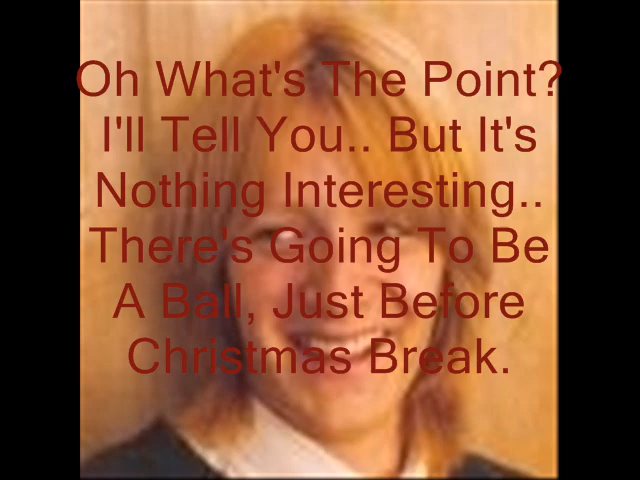 Oh What's The Point?
I'll Tell You.. But It's
Nothing Interesting..
There's Going To Be
A Ball, Just Before
Christmas Break.